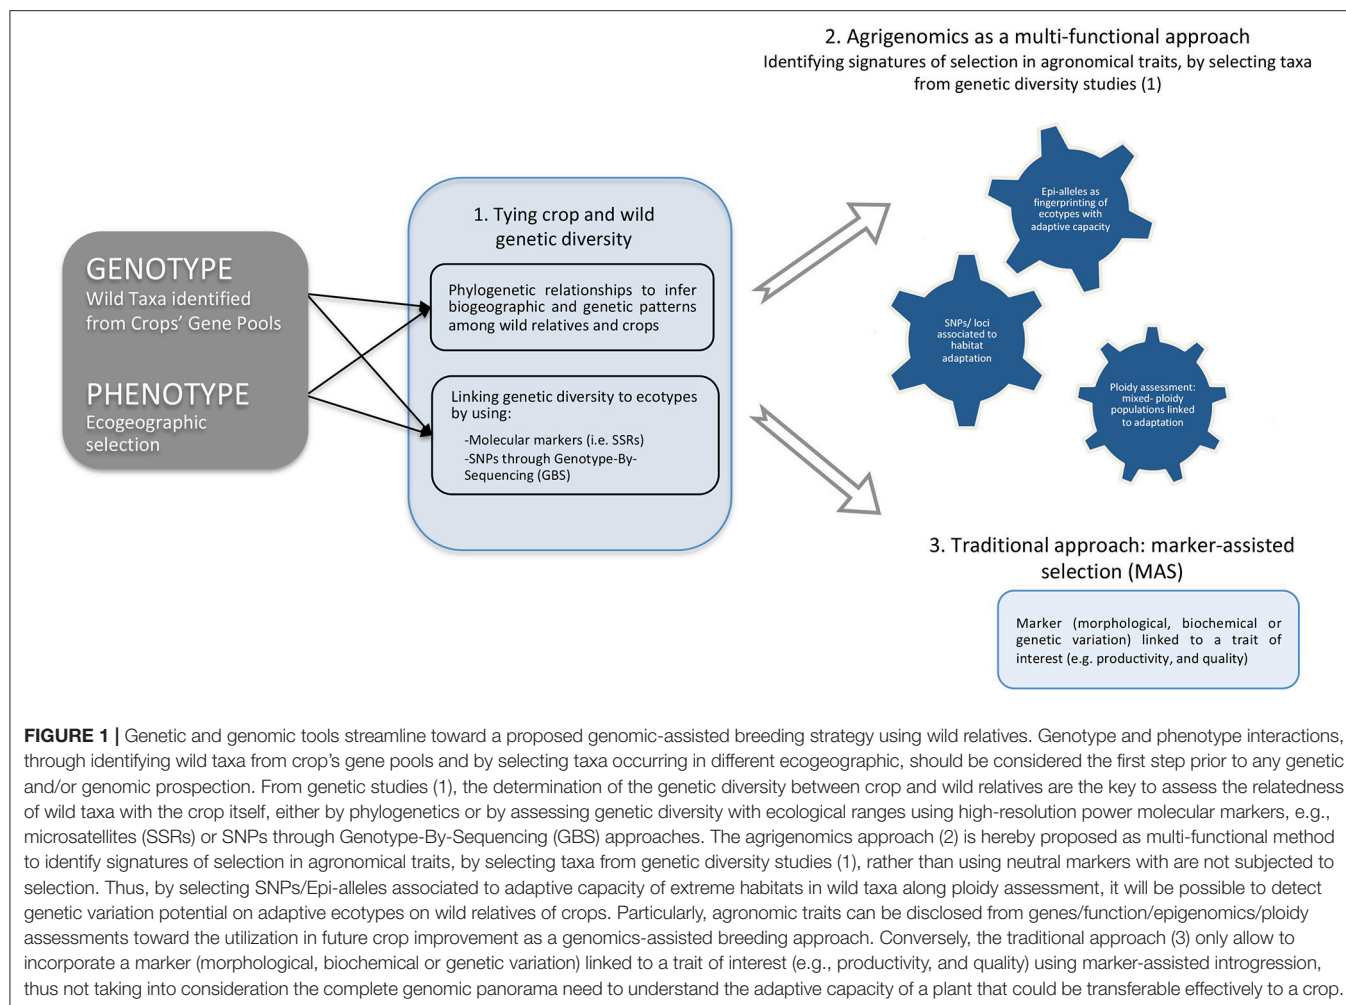 2. Agrigenomics as a multi-functional approach
Identifying signatures of selection in agronomical traits, by selecting taxa
from genetic diversity studies (1)
GENOTYPE
Wild Taxa identified
from Crops' Gene Pools
PHENOTYPE
Ecogeographic
selection
1. Tying crop and wild
genetic diversity
Phylogenetic relationships to infer
biogeographic and genetic patterns
among wild relatives and crops
Linking genetic diversity to ecotypes
by using:
-Molecular markers (i.e. SSRs)
-SNPs through Genotype-By-
Sequencing (GBS)
Epi-alleles as
fingerprinting of
ecotypes with
adaptive capacity
SNPs/ loci
associated to
habitat
adaptation
Ploidy assessment:
mixed- ploidy
populations linked
to adaptation
3. Traditional approach: marker-assisted
selection (MAS)
Marker (morphological, biochemical or
genetic variation) linked to a trait of
interest (e.g. productivity, and quality)
FIGURE 1 | Genetic and genomic tools streamline toward a proposed genomic-assisted breeding strategy using wild relatives. Genotype and phenotype interactions,
through identifying wild taxa from crop's gene pools and by selecting taxa occurring in different ecogeographic, should be considered the first step prior to any genetic
and/or genomic prospection. From genetic studies (1), the determination of the genetic diversity between crop and wild relatives are the key to assess the relatedness
of wild taxa with the crop itself, either by phylogenetics or by assessing genetic diversity with ecological ranges using high-resolution power molecular markers, e.g.,
microsatellites (SSRs) or SNPs through Genotype-By-Sequencing (GBS) approaches. The agrigenomics approach (2) is hereby proposed as multi-functional method
to identify signatures of selection in agronomical traits, by selecting taxa from genetic diversity studies (1), rather than using neutral markers with are not subjected to
selection. Thus, by selecting SNPs/Epi-alleles associated to adaptive capacity of extreme habitats in wild taxa along ploidy assessment, it will be possible to detect
genetic variation potential on adaptive ecotypes on wild relatives of crops. Particularly, agronomic traits can be disclosed from genes/function/epigenomics/ploidy
assessments toward the utilization in future crop improvement as a genomics-assisted breeding approach. Conversely, the traditional approach (3) only allow to
incorporate a marker (morphological, biochemical or genetic variation) linked to a trait of interest (e.g., productivity, and quality) using marker-assisted introgression,
thus not taking into consideration the complete genomic panorama need to understand the adaptive capacity of a plant that could be transferable effectively to a crop.